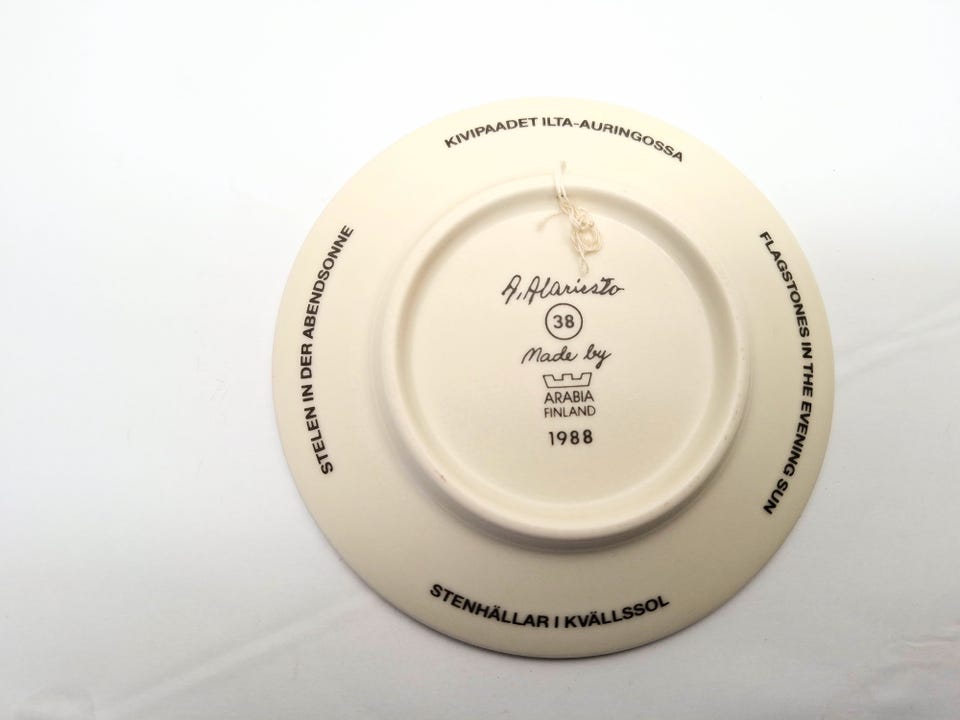 KIVIPAADET ILTA-AURINGOSSA
STELEN IN DER ABENDSONNE
FLAGSTONES IN THE EVENING SUN
A. Alariesto
38
Made by
ARABIA
FINLAND
1988
STENHÄLLAR I KVÄLLSSOL